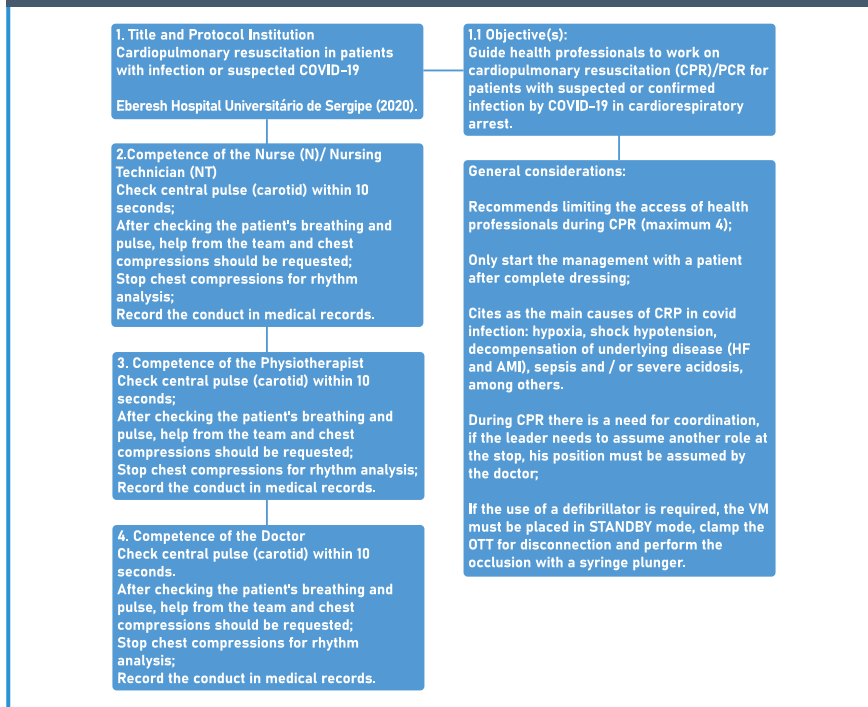 1. Title and Protocol Institution
Cardiopulmonary resuscitation in patients
with infection or suspected COVID-19
Eberesh Hospital Universitário de Sergipe (2020).
1.1 Objective(s):
Guide health professionals to work on
cardiopulmonary resuscitation (CPR)/PCR for
patients with suspected or confirmed
infection by COVID-19 in cardiorespiratory
arrest.
2.Competence of the Nurse (N)/ Nursing
Technician (NT)
Check central pulse (carotid) within 10
seconds;
After checking the patient's breathing and
pulse, help from the team and chest
compressions should be requested;
Stop chest compressions for rhythm
analysis;
Record the conduct in medical records.
3. Competence of the Physiotherapist
Check central pulse (carotid) within 10
seconds;
After checking the patient's breathing and
pulse, help from the team and chest
compressions should be requested;
Stop chest compressions for rhythm analysis;
Record the conduct in medical records.
4. Competence of the Doctor
Check central pulse (carotid) within 10
seconds.
After checking the patient's breathing and
pulse, help from the team and chest
compressions should be requested;
Stop chest compressions for rhythm
analysis;
Record the conduct in medical records.
General considerations:
Recommends limiting the access of health
professionals during CPR (maximum 4);
Only start the management with a patient
after complete dressing;
Cites as the main causes of CRP in covid
infection: hypoxia, shock hypotension,
decompensation of underlying disease (HF
and AMI), sepsis and / or severe acidosis,
among others.
During CPR there is a need for coordination,
if the leader needs to assume another role at
the stop, his position must be assumed by
the doctor;
If the use of a defibrillator is required, the VM
must be placed in STANDBY mode, clamp the
OTT for disconnection and perform the
occlusion with a syringe plunger.